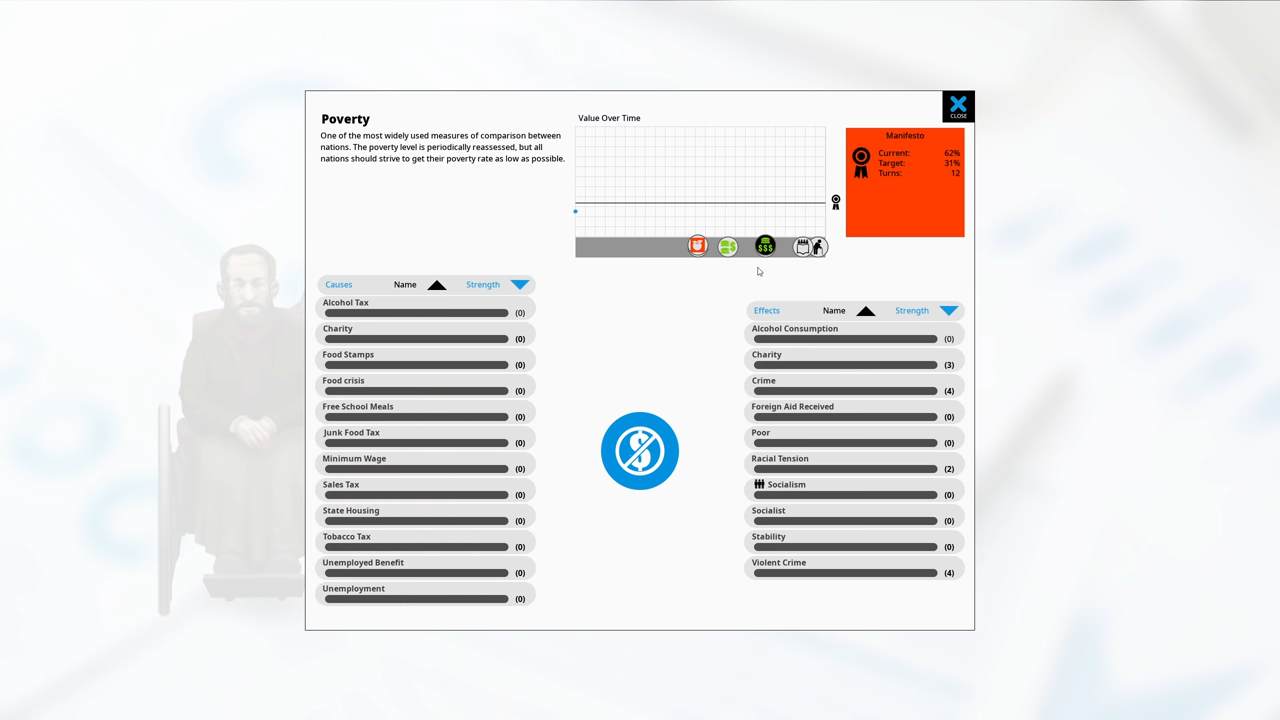 Poverty
One of the most widely used measures of comparison between
nations. The poverty level is periodically reassessed, but all
nations should strive to get their poverty rate as low as possible.
Value Over Time
CLOSE
Manifesto
Current: 62%
Target: 31%
Turns: 12
$
$$$
Causes Name Strength
Alcohol Tax
(0)
Charity
(0)
Food Stamps
(0)
Food crisis
(0)
Free School Meals
(0)
Junk Food Tax
(0)
Minimum Wage
(0)
Sales Tax
(0)
State Housing
(0)
Tobacco Tax
(0)
Unemployed Benefit
(0)
Unemployment
(0)
$
Effects Name Strength
Alcohol Consumption
(0)
Charity
(3)
Crime
(4)
Foreign Aid Received
(0)
Poor
(0)
Racial Tension
(2)
Socialism
(0)
Socialist
(0)
Stability
(0)
Violent Crime
(4)